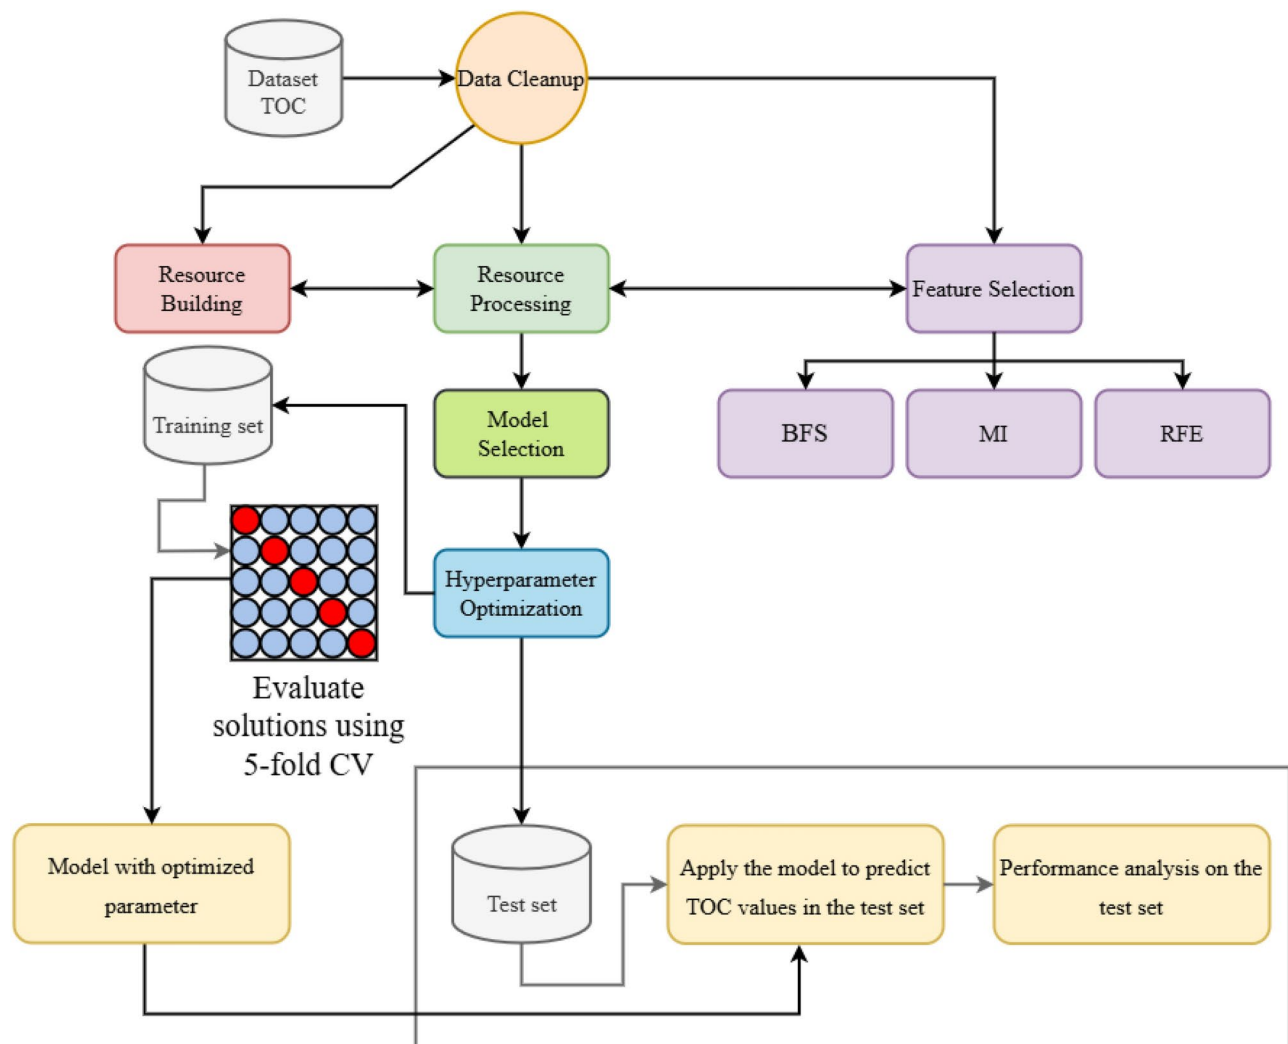 Dataset
TOC
Data Cleanup
Resource
Building
Resource
Processing
Feature Selection
Training set
Model
Selection
BFS
MI
RFE
Hyperparameter
Optimization
Evaluate
solutions using
5-fold CV
Model with optimized
parameter
Test set
Apply the model to predict
TOC values in the test set
Performance analysis on the
test set